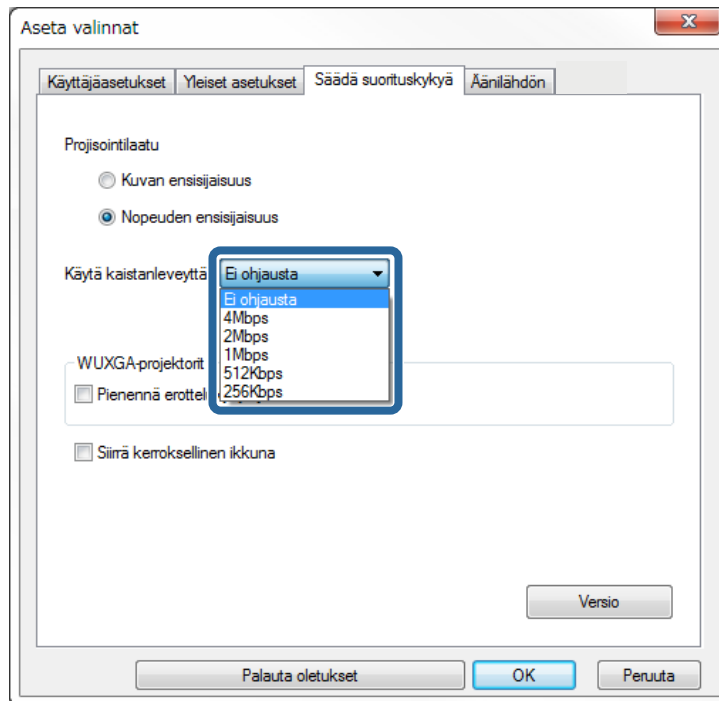 Aseta valinnat
Käyttäjäasetukset Yleiset asetukset Säädä suorituskykyä Äänilähdön
Projisointilaatu
Kuvan ensisijaisuus
Nopeuden ensisijaisuus
Käytä kaistanleveyttä Ei ohjausta
Ei ohjausta
4Mbps
2Mbps
1Mbps
512Kbps
256Kbps
WUXGA-projektorit
Pienennä
Siirrä kerroksellinen ikkuna
Versio
Palauta oletukset OK Peruuta